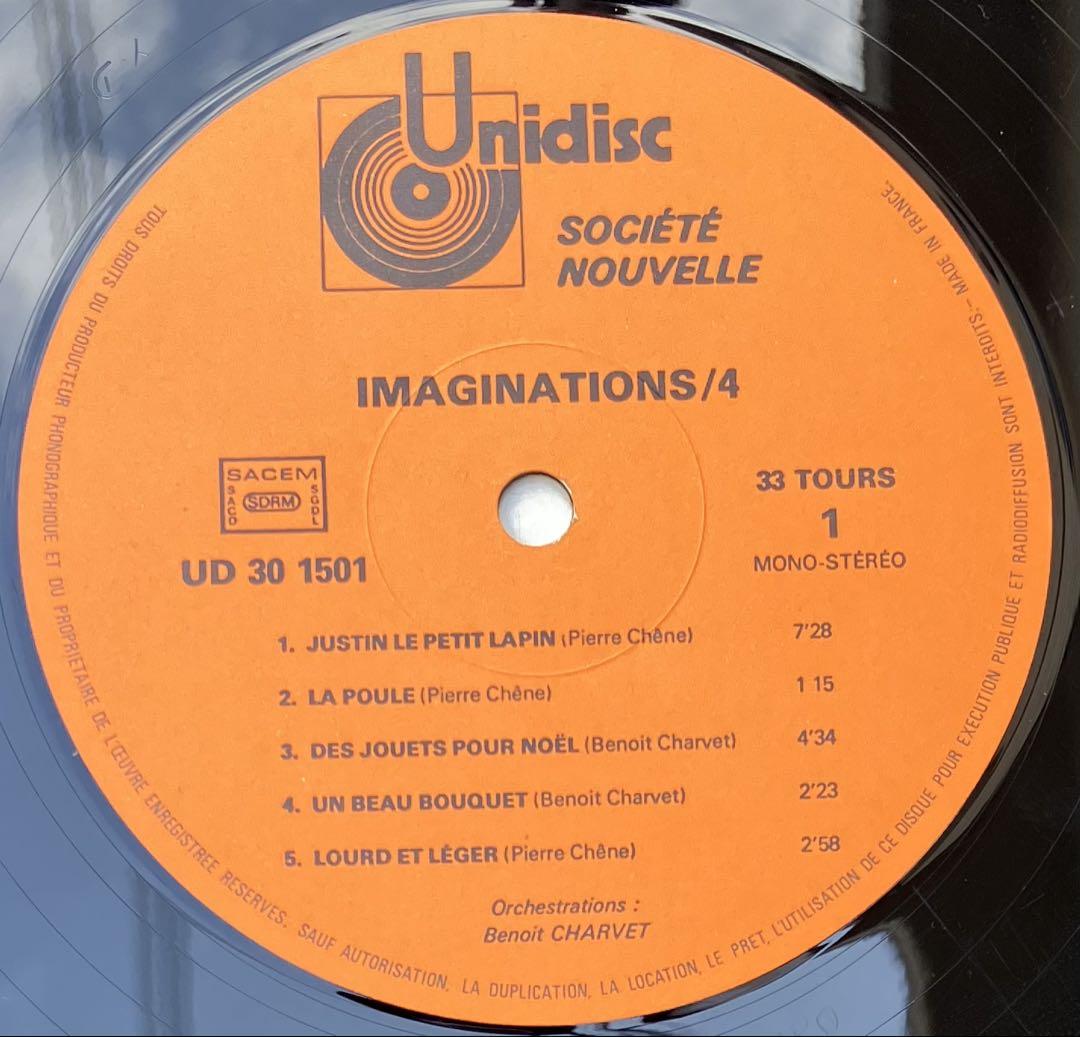 Unidisc
SOCIÉTÉ
NOUVELLE
IMAGINATIONS/4
SACEM
SACD
SDRM
SGDL
UD 30 1501
33 TOURS
1
MONO-STÉRÉO
1. JUSTIN LE PETIT LAPIN (Pierre Chêne) 7'28
2. LA POULE (Pierre Chêne) 1 15
3. DES JOUETS POUR NOËL (Benoit Charvet) 4'34
4. UN BEAU BOUQUET (Benoit Charvet) 2'23
5. LOURD ET LÉGER (Pierre Chêne) 2'58
Orchestrations :
Benoit CHARVET
TOUS DROITS DU PRODUCTEUR PHONOGRAPHIQUE ET DU PROPRIETAIRE DE L'ŒUVRE ENREGISTREE RESERVES. SAUF AUTORISATION, LA DUPLICATION, LA LOCATION, LE PRET, L'UTILISATION DE CE DISQUE POUR EXECUTION PUBLIQUE ET RADIODIFFUSION SONT INTERDITS.- MADE IN FRANCE.